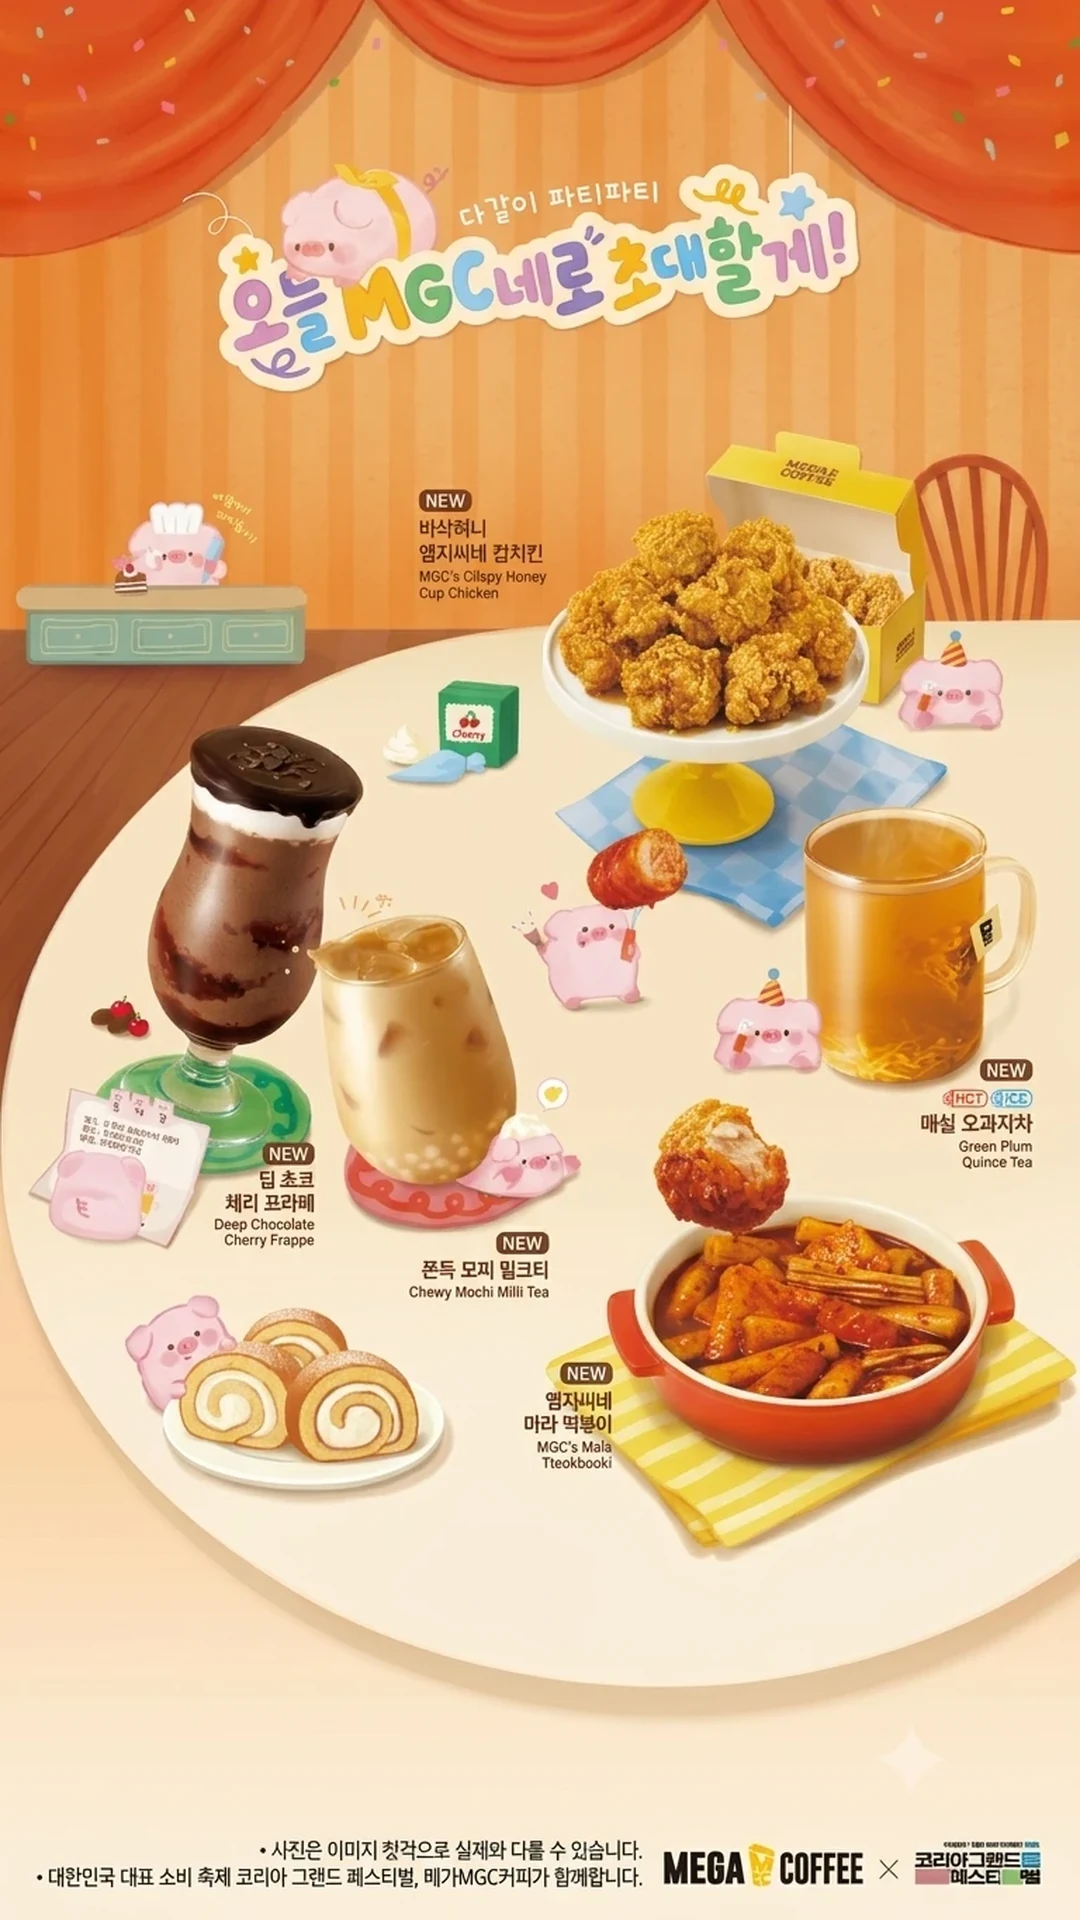 다같이 파티파티
오늘 MGC네로" 초대할게!
NEW
바삭허니
앰지씨네 컵치킨
MGC's Cilspy Honey
Cup Chicken
Cherry
NEW
HCT ICE
매실 오과지차
Green Plum
Quince Tea
NEW
딥 초코
체리 프라페
Deep Chocolate
Cherry Frappe
NEW
쫀득 모찌 밀크티
Chewy Mochi Milli Tea
NEW
마라 떡볶이
MGC's Mala
Tteokbooki
• 사진은 이미지 컷으로 실제와 다를 수 있습니다.
• 대한민국 대표 소비 축제 코리아 그랜드 페스티벌, 메가MGC커피가 함께합니다.
MEGA COFFEE ×
코리아그랜드
페스티벌